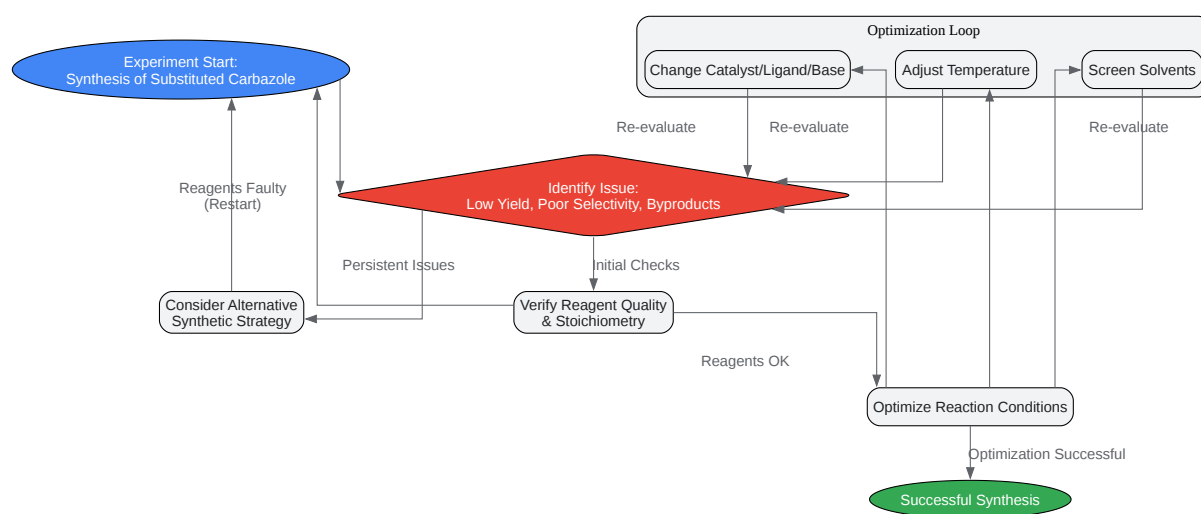 Optimization Loop
Experiment Start:
Synthesis of Substituted Carbazole
Change Catalyst/Ligand/Base
Adjust Temperature
Screen Solvents
Re-evaluate
Re-evaluate
Re-evaluate
Reagents Faulty
(Restart)
Identify Issue:
Low Yield, Poor Selectivity, Byproducts
Persistent Issues
Initial Checks
Consider Alternative
Synthetic Strategy
Verify Reagent Quality
& Stoichiometry
Reagents OK
Optimize Reaction Conditions
Optimization Successful
Successful Synthesis